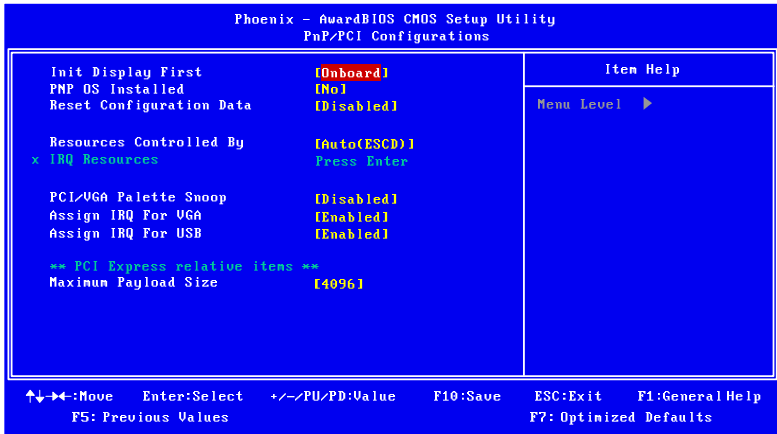 Phoenix - AwardBIOS CMOS Setup Utility
PnP/PCI Configurations
Init Display First [Onboard]
PNP OS Installed [No]
Reset Configuration Data [Disabled]
Resources Controlled By [Auto(ESCD)]
x IRQ Resources Press Enter
PCI/VGA Palette Snoop [Disabled]
Assign IRQ For VGA [Enabled]
Assign IRQ For USB [Enabled]
** PCI Express relative items **
Maximum Payload Size [4096]
Item Help
Menu Level ▶
↑↓→←:Move Enter:Select +/-/PU/PD:Value F10:Save ESC:Exit F1:General Help
F5: Previous Values F7: Optimized Defaults